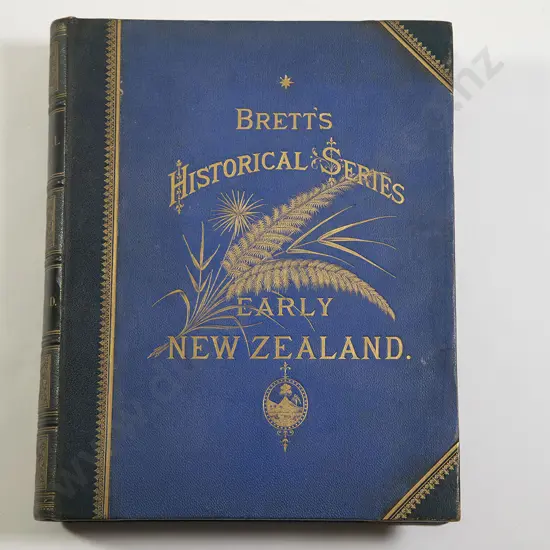 BRETT'S
HISTORICAL SERIES
EARLY
NEW ZEALAND.